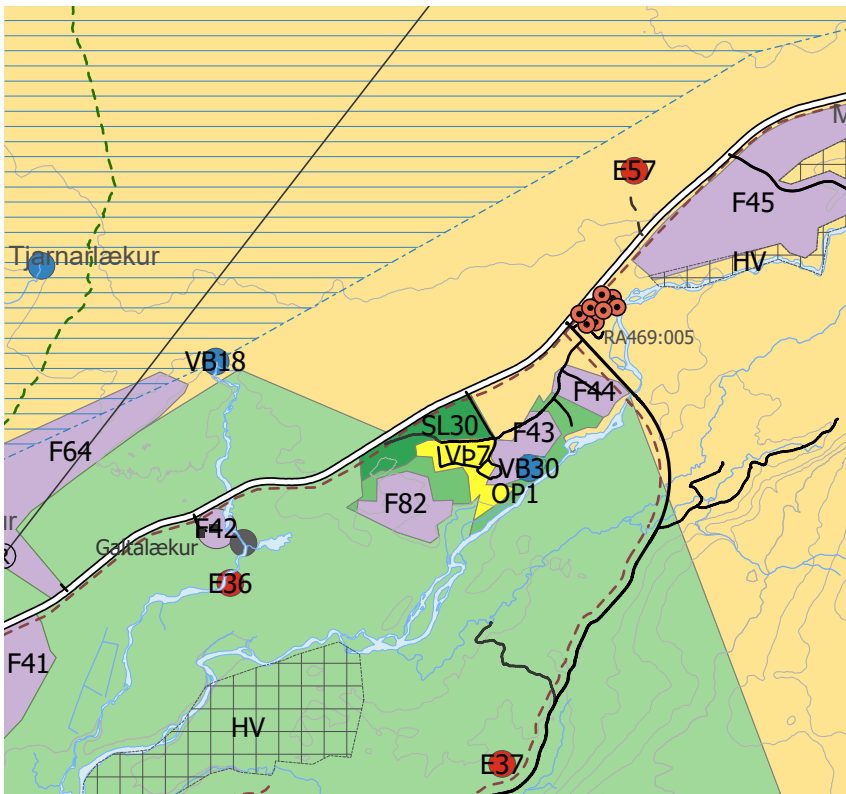 M
E57
F45
Tjarnarlækur
HV
RA469:005
VB18
F44
SL30
F43
F64
LVÞ7
VB30
OP1
F82
F42
ur
Galtalækur
E36
F41
HV
E37